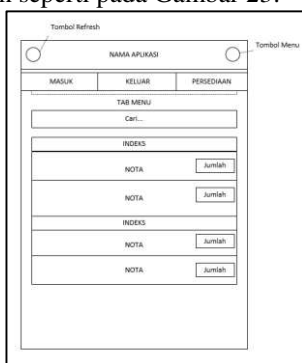 n seperti pada Gambar 23.
Tombol Refresh
Tombol Menu
NAMA APLIKASI
MASUK KELUAR PERSEDIAAN
TAB MENU
Cari...
INDEKS
NOTA Jumlah
NOTA Jumlah
INDEKS
NOTA Jumlah
NOTA Jumlah